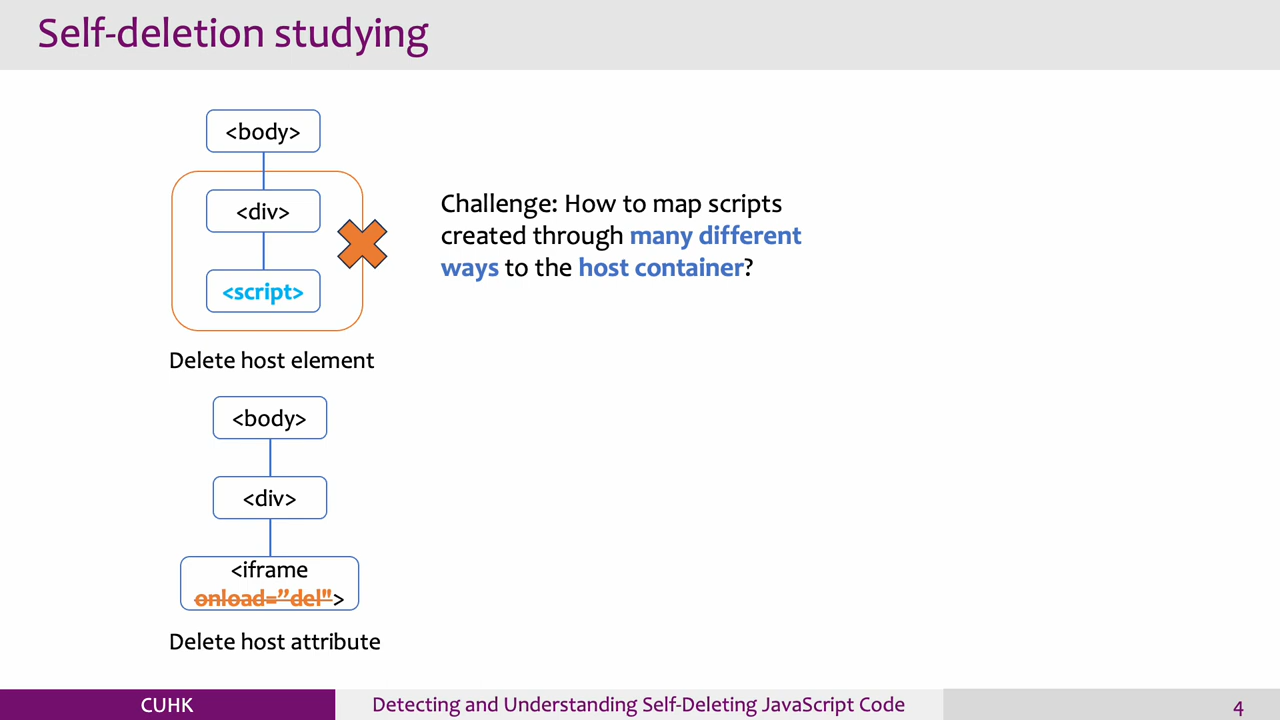 Self-deletion studying
<body>
<div>
<script>
Delete host element
Challenge: How to map scripts
created through many different
ways to the host container?
<body>
<div>
<iframe
onload=”del">
Delete host attribute
CUHK
Detecting and Understanding Self-Deleting JavaScript Code
4